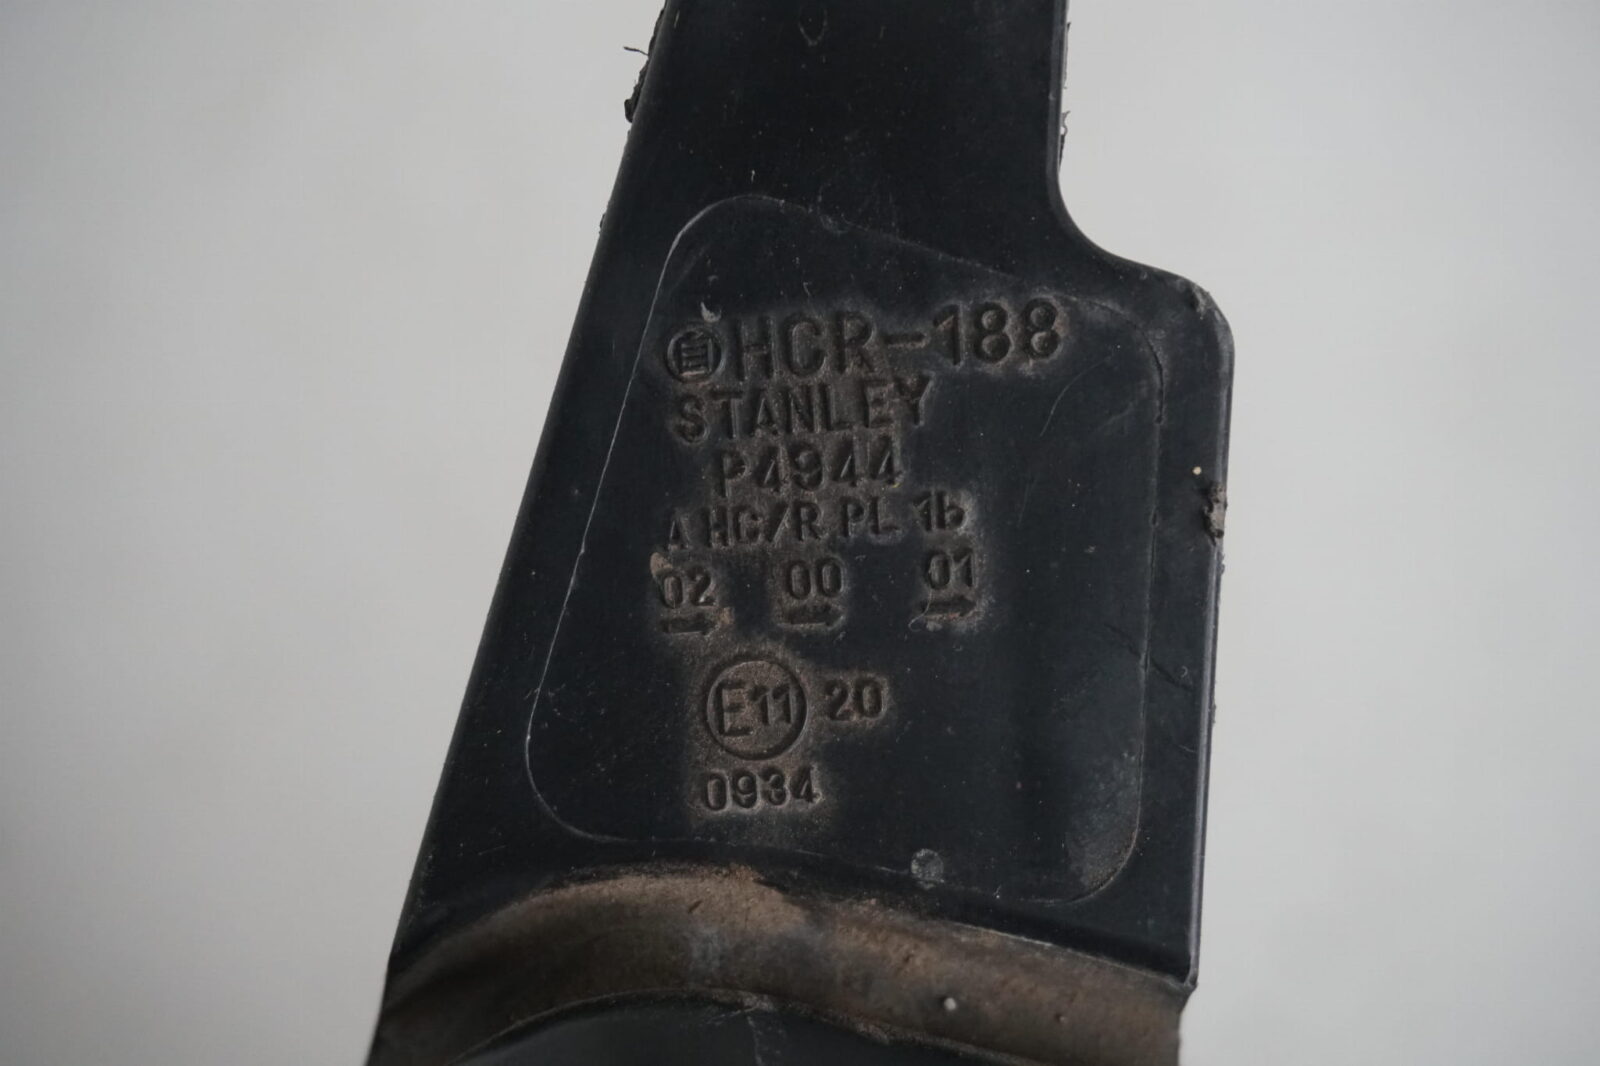 HCR-188
STANLEY
P4944
A HC/R PL 1b
02 00 01
→ → →
E11 20
0934